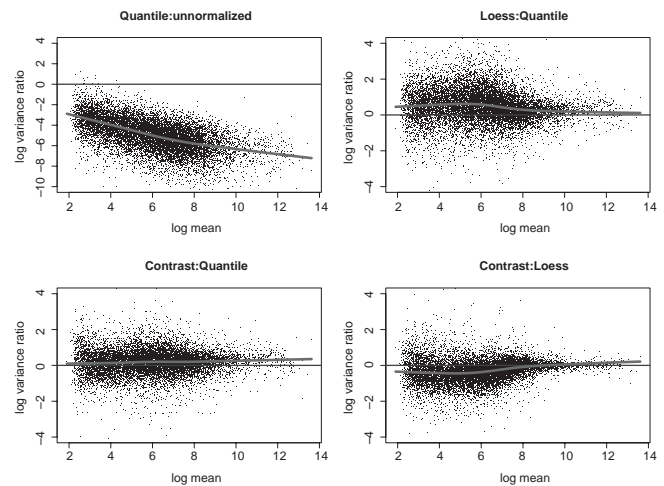 Quantile:unnormalized
log variance ratio
4
2
0
−2
−4
−6
−8
−10
2 4 6 8 10 12 14
log mean
Loess:Quantile
log variance ratio
4
2
0
−2
−4
2 4 6 8 10 12 14
log mean
Contrast:Quantile
log variance ratio
4
2
0
−2
−4
2 4 6 8 10 12 14
log mean
Contrast:Loess
log variance ratio
4
2
0
−2
−4
2 4 6 8 10 12 14
log mean